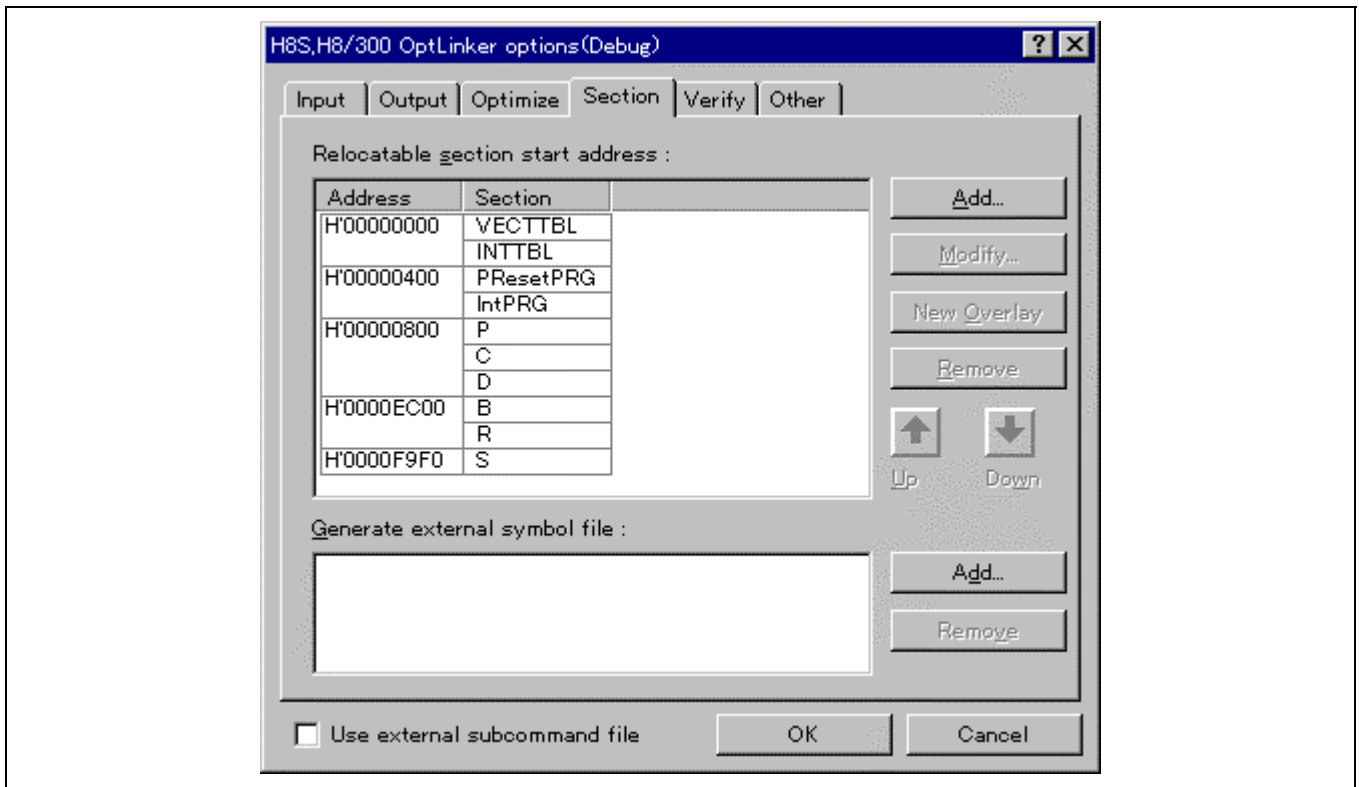 H8S,H8/300 OptLinker options(Debug)
Input Output Optimize Section Verify Other
Relocatable section start address :
Address Section
H'00000000 VECTTBL
INTTBL
H'00000400 PResetPRG
IntPRG
H'00000800 P
C
D
H'0000EC00 B
R
H'0000F9F0 S
Add...
Modify...
New Overlay
Remove
Up Down
Generate external symbol file :
Add...
Remove
Use external subcommand file
OK Cancel